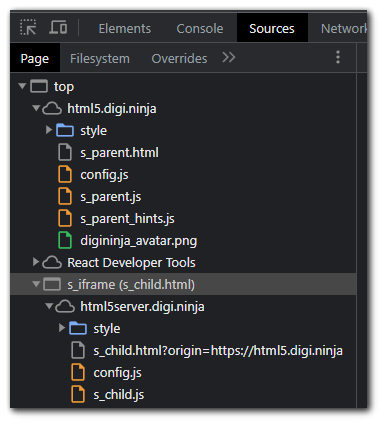 Elements Console Sources Network
Page Filesystem Overrides
top
html5.digi.ninja
style
s_parent.html
config.js
s_parent.js
s_parent_hints.js
digininja_avatar.png
React Developer Tools
s_iframe (s_child.html)
html5server.digi.ninja
style
s_child.html?origin=https://html5.digi.ninja
config.js
s_child.js